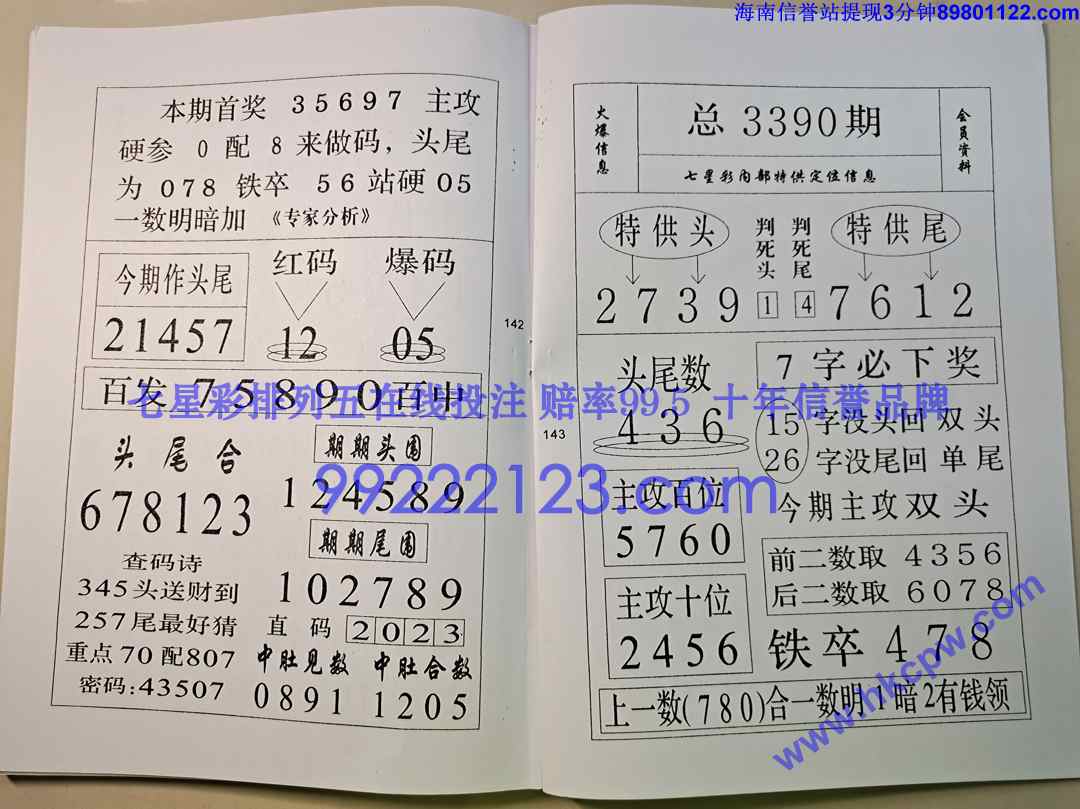 海南信誉站提现3分钟89801122.com
本期首奖 35697 主攻
硬参 0 配 8 来做码，头尾
为 078 铁卒 56 站硬 05
一数明暗加 《专家分析》
今期作头尾
21457
红码
12
爆码
05
百发 75890 百中
头尾合
678123
期期头围
124589
期期尾围
102789
查码诗
345头送财到
257尾最好猜
重点70配807
密码:43507
直码 2023
中肚见数
0891
中肚合数
1205
142
143
火爆信息
总 3390 期
七星彩内部特供定位信息
会员资料
特供头
2739
判死头
1
判死尾
4
特供尾
7612
头尾数
436
7字必下奖
15字没头回双头
26字没尾回单尾
今期主攻双头
主攻百位
5760
前二数取 4356
后二数取 6078
主攻十位
2456
铁卒 478
上一数(780)合一数明1暗2有钱领
七星彩排列五在线投注 赔率99.5 十年信誉品牌
99222123.com
www.hkcpw.com